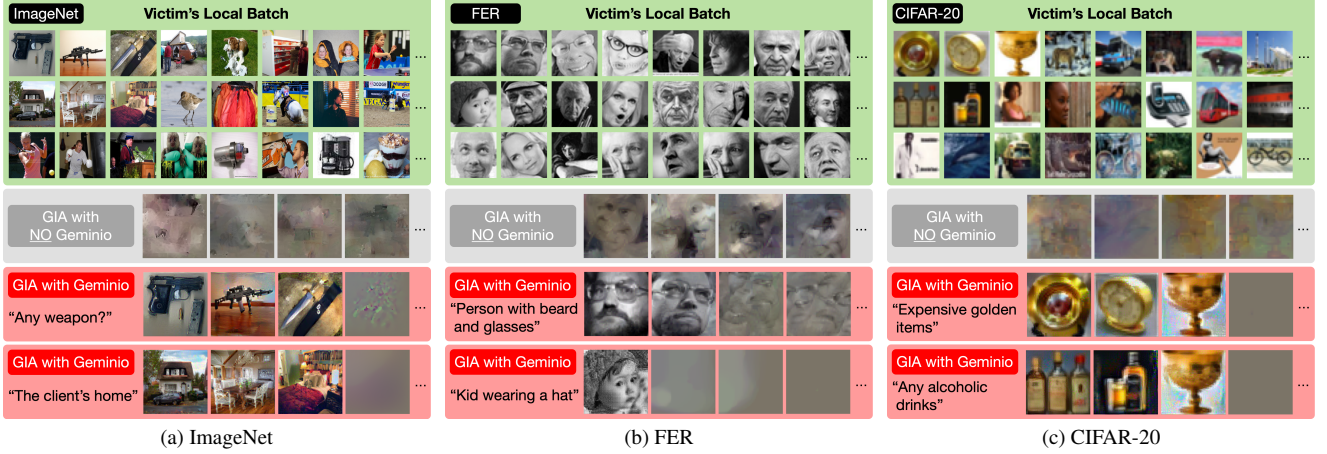 ImageNet
Victim's Local Batch
...
...
...
GIA with
NO Geminio
...
GIA with Geminio
"Any weapon?"
...
GIA with Geminio
"The client's home"
...
(a) ImageNet
FER
Victim's Local Batch
...
...
...
GIA with
NO Geminio
...
GIA with Geminio
"Person with beard
and glasses"
...
GIA with Geminio
"Kid wearing a hat"
...
(b) FER
CIFAR-20
Victim's Local Batch
...
...
...
GIA with
NO Geminio
...
GIA with Geminio
"Expensive golden
items"
...
GIA with Geminio
"Any alcoholic
drinks"
...
(c) CIFAR-20